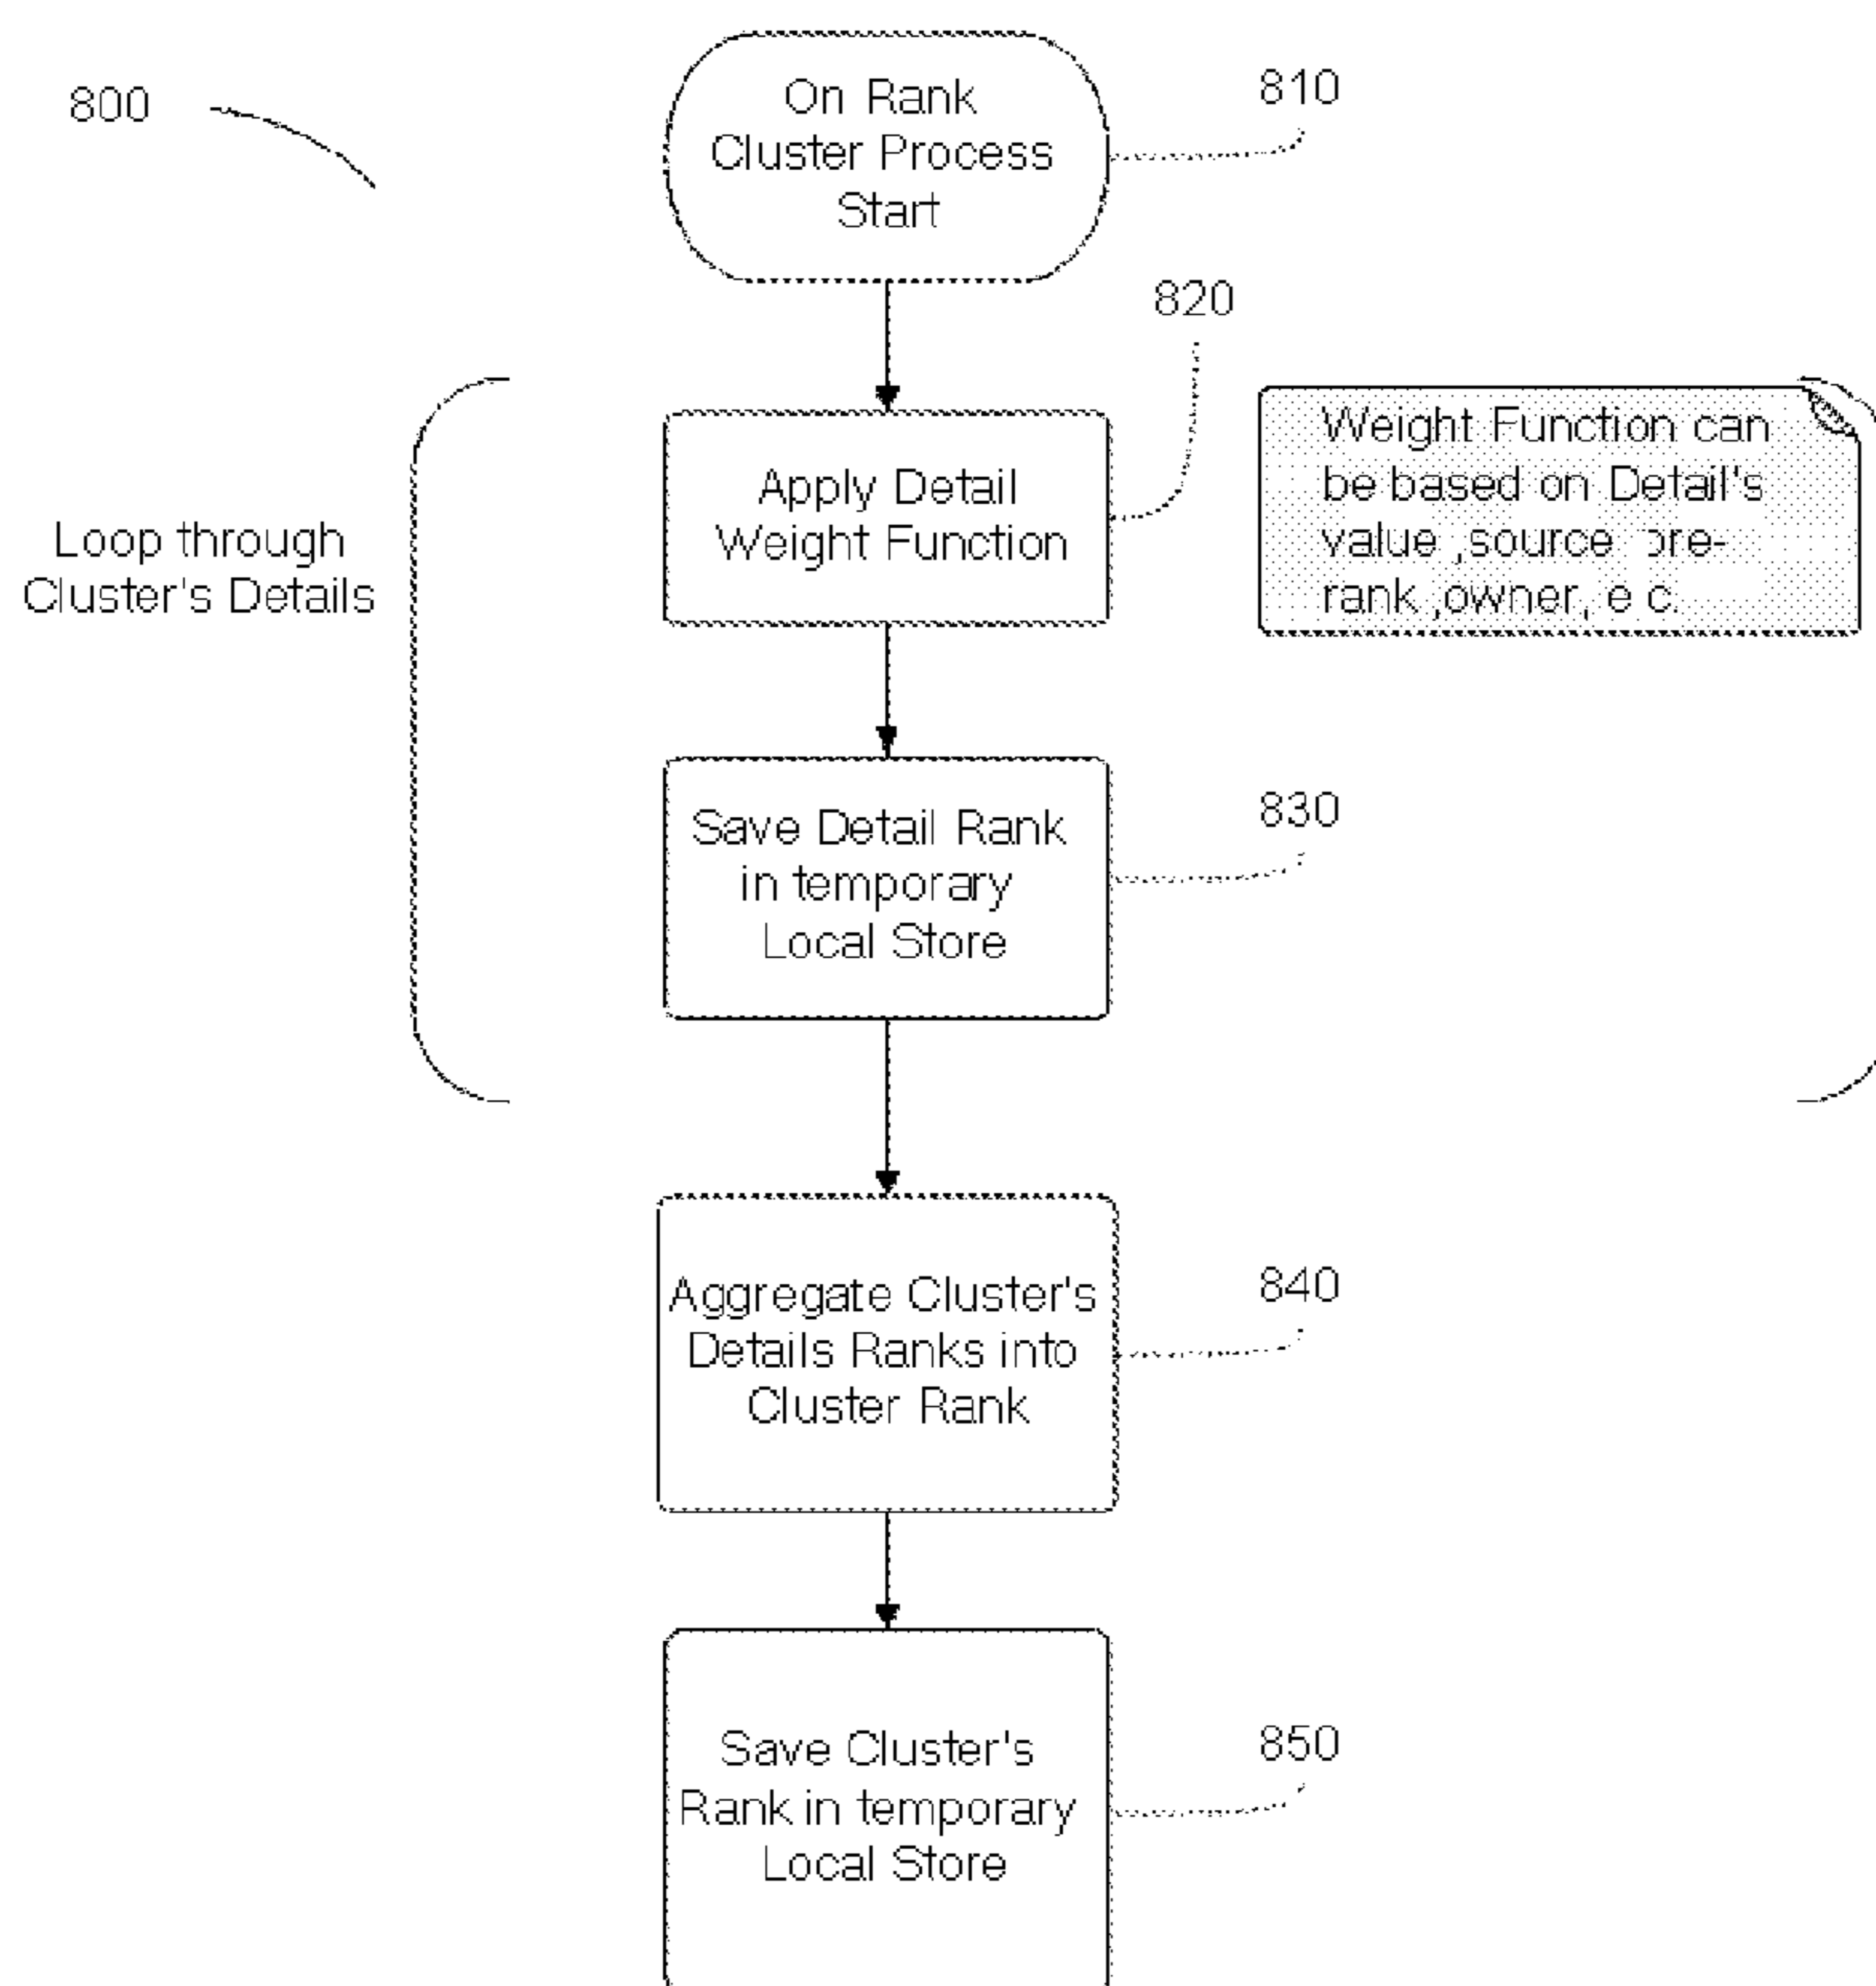 800
On Rank
Cluster Process
Start
810
820
Loop through
Cluster's Details
Apply Detail
Weight Function
Weight Function can
be based on Detail's
value ,source
rank ,owner,
Save Detail Rank
in temporary
Local Store
830
Aggregate Cluster's
Details Ranks into
Cluster Rank
840
Save Cluster's
Rank in temporary
Local Store
850